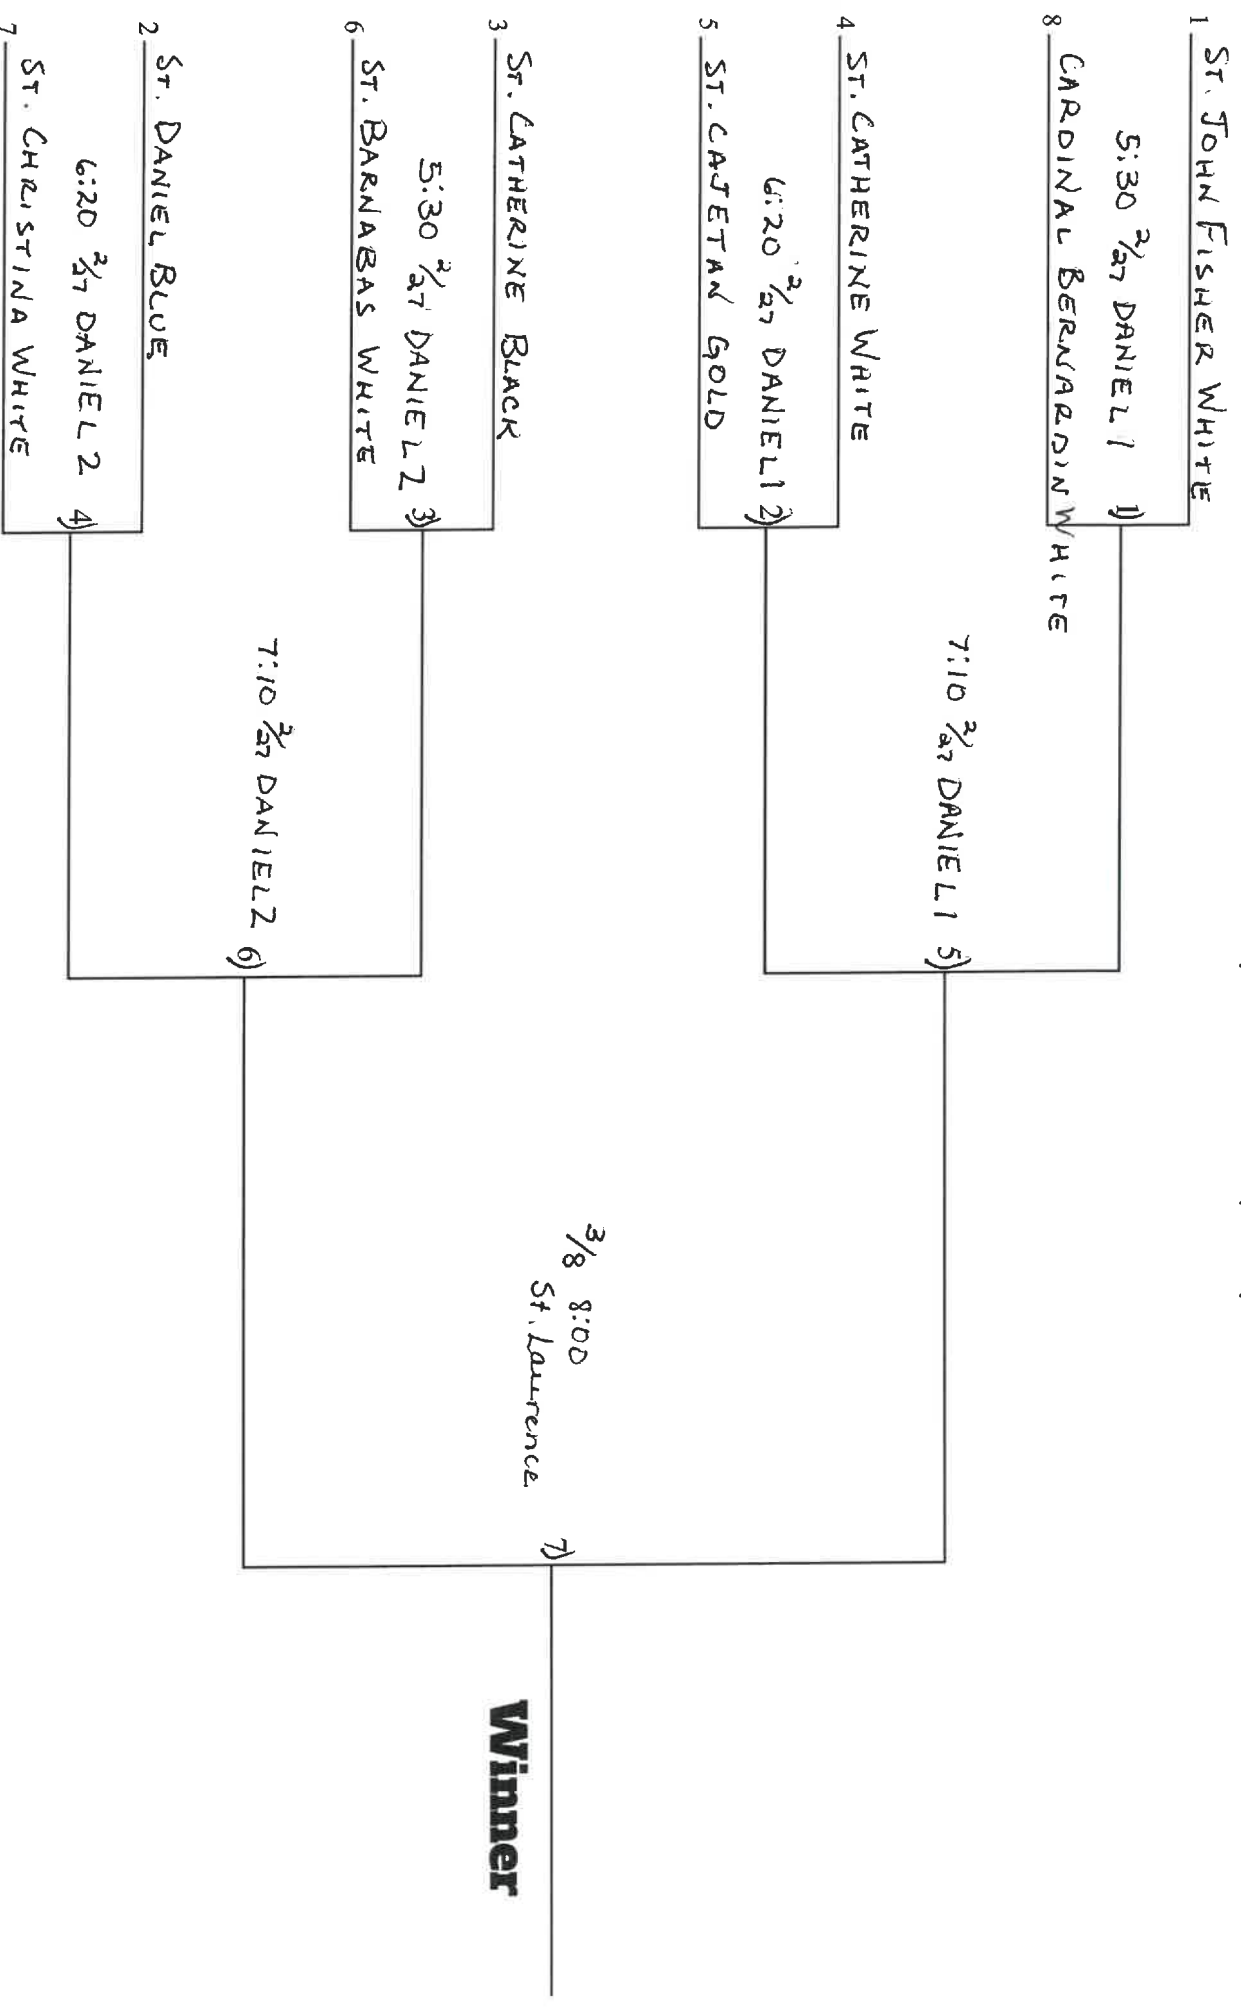 1 ST. JOHN FISHER WHITE
5:30 2/27 DANIEL 1 1)
8 CARDINAL BERNARDIN WHITE
7:10 2/27 DANIEL 1 5)
4 ST. CATHERINE WHITE
6:20 2/27 DANIEL 1 2)
5 ST. CAJETAN GOLD
3/8 8:00
St. Laurence
7)
Winner
3 ST. CATHERINE BLACK
5:30 2/27 DANIEL 2 3)
6 ST. BARNABAS WHITE
7:10 2/27 DANIEL 2 6)
2 ST. DANIEL BLUE
6:20 2/27 DANIEL 2 4)
7 ST. CHRISTINA WHITE